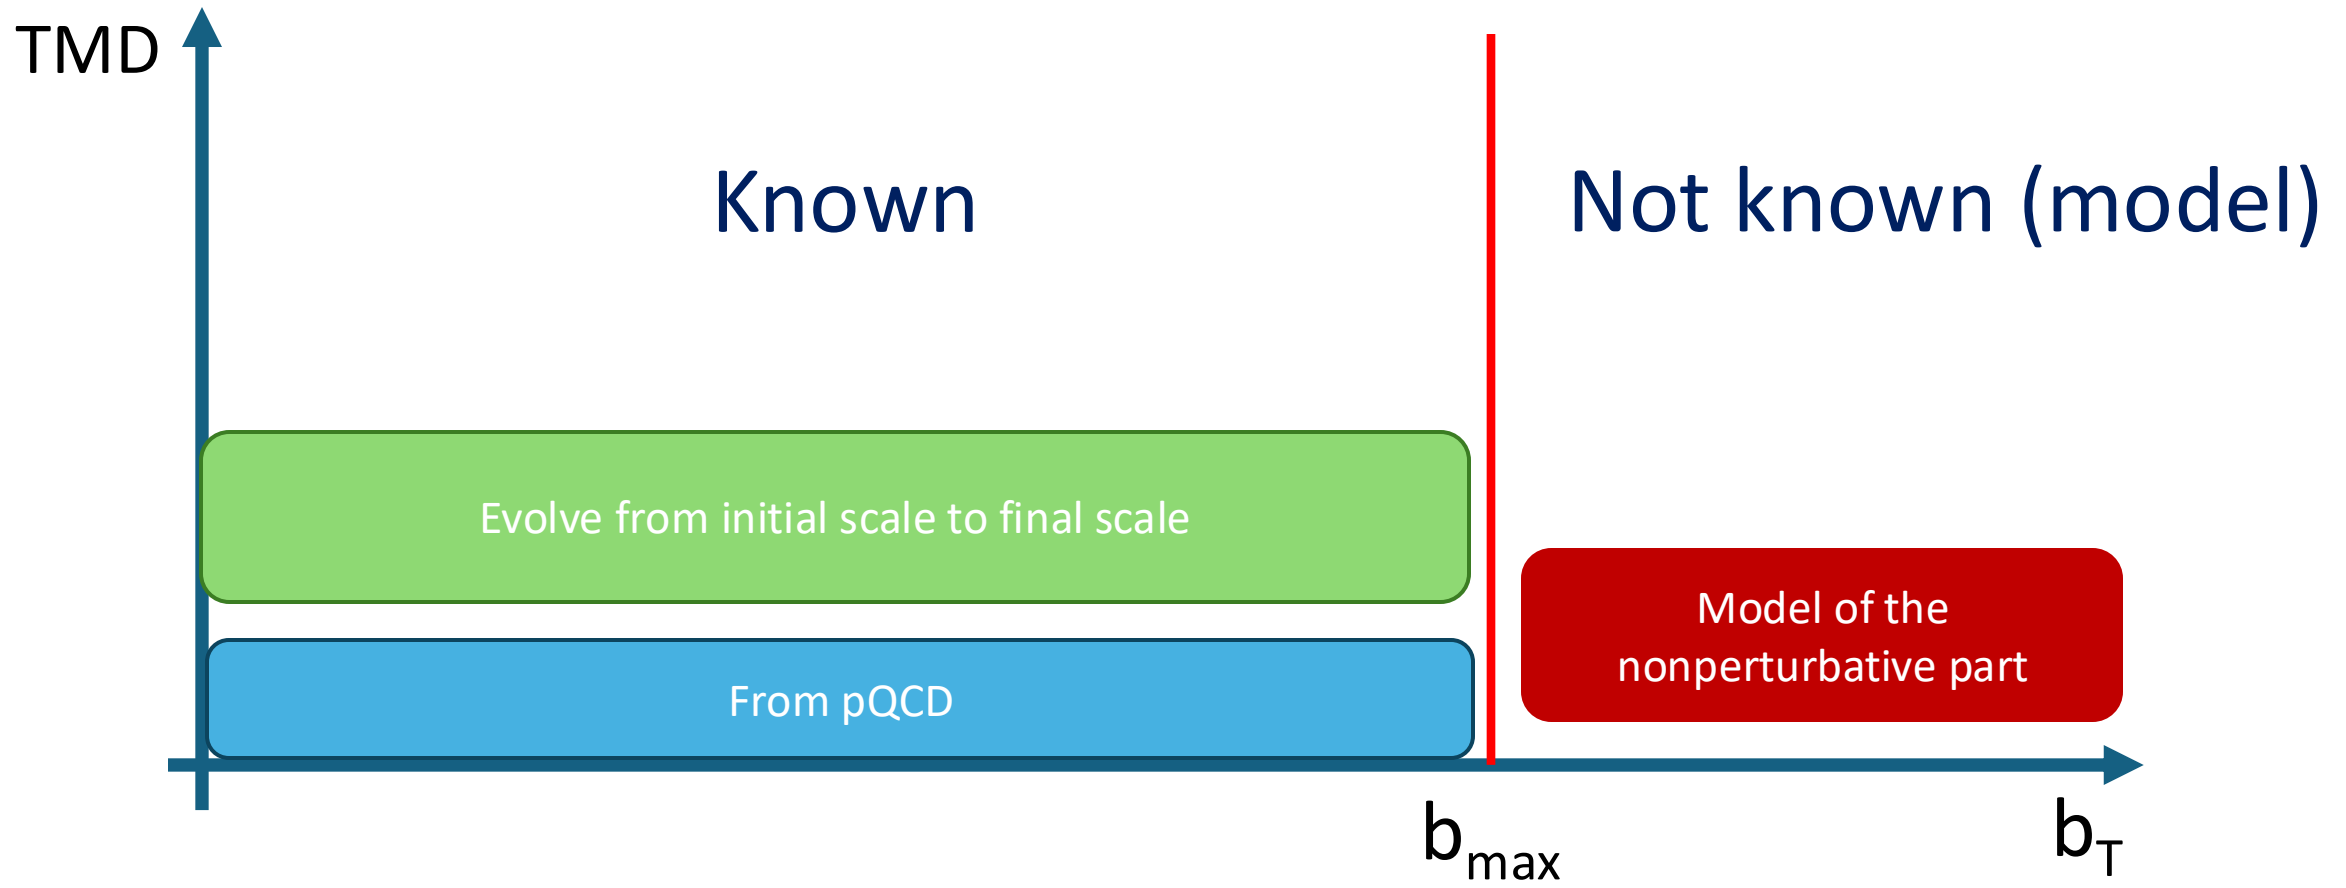 TMD
Known
Not known (model)
Evolve from initial scale to final scale
Model of the
nonperturbative part
From pQCD
bmax
bT